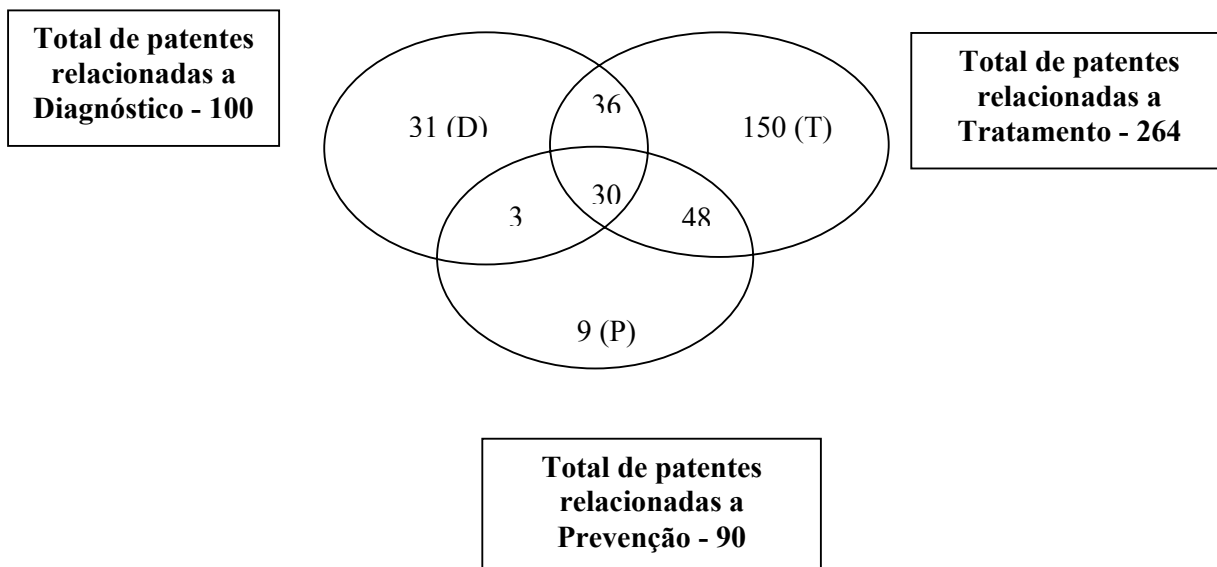 Total de patentes
relacionadas a
Diagnóstico - 100
36
31 (D)
150 (T)
Total de patentes
relacionadas a
Tratamento - 264
30
3
48
9 (P)
Total de patentes
relacionadas a
Prevenção - 90